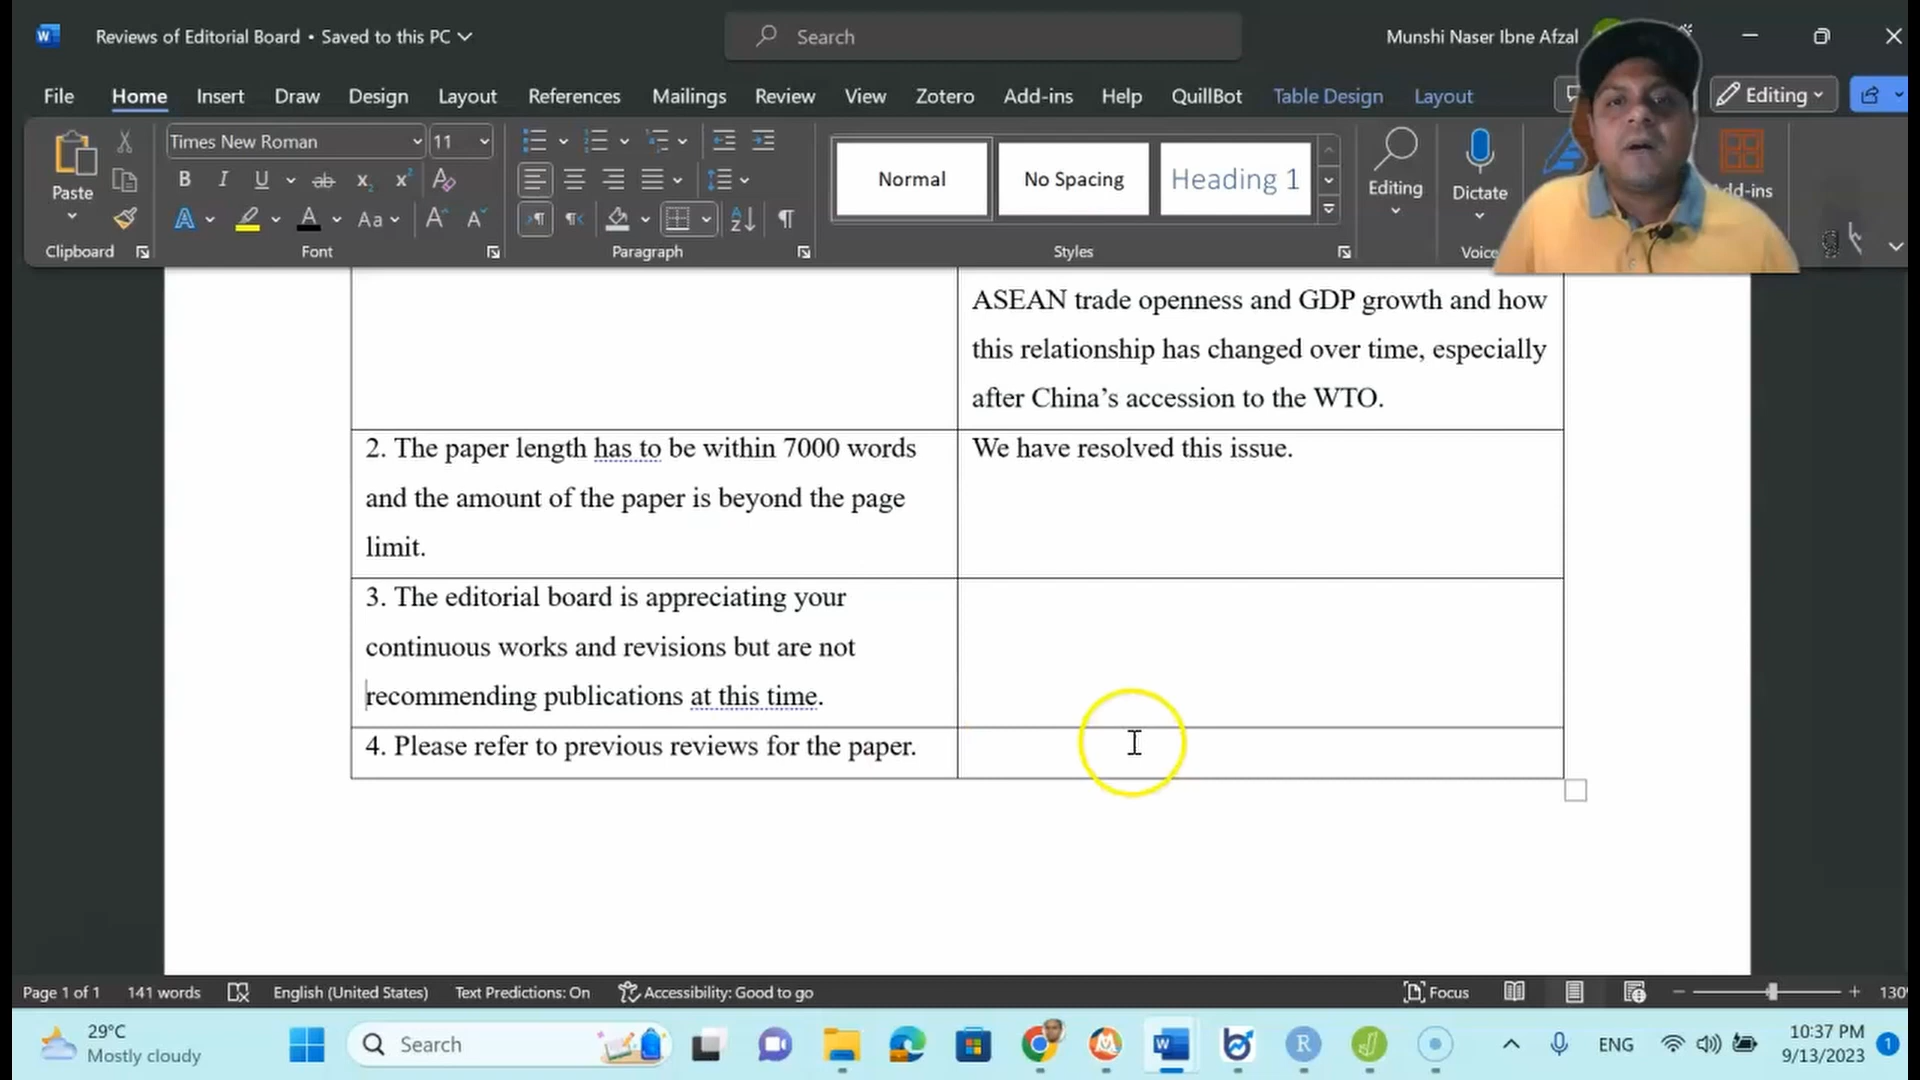 Reviews of Editorial Board • Saved to this PC
Search
Munshi Naser Ibne Afzal
File Home Insert Draw Design Layout References Mailings Review View Zotero Add-ins Help QuillBot Table Design Layout
Editing
Times New Roman 11
Paste
Normal
No Spacing
Heading 1
Editing
Dictate
dd-ins
Clipboard
Font
Paragraph
Styles
Voice
ASEAN trade openness and GDP growth and how
this relationship has changed over time, especially
after China’s accession to the WTO.
2. The paper length has to be within 7000 words
and the amount of the paper is beyond the page
limit.
We have resolved this issue.
3. The editorial board is appreciating your
continuous works and revisions but are not
recommending publications at this time.
4. Please refer to previous reviews for the paper.
Page 1 of 1 141 words English (United States) Text Predictions: On Accessibility: Good to go Focus 130%
29°C
Mostly cloudy
Search
ENG
10:37 PM
9/13/2023
1